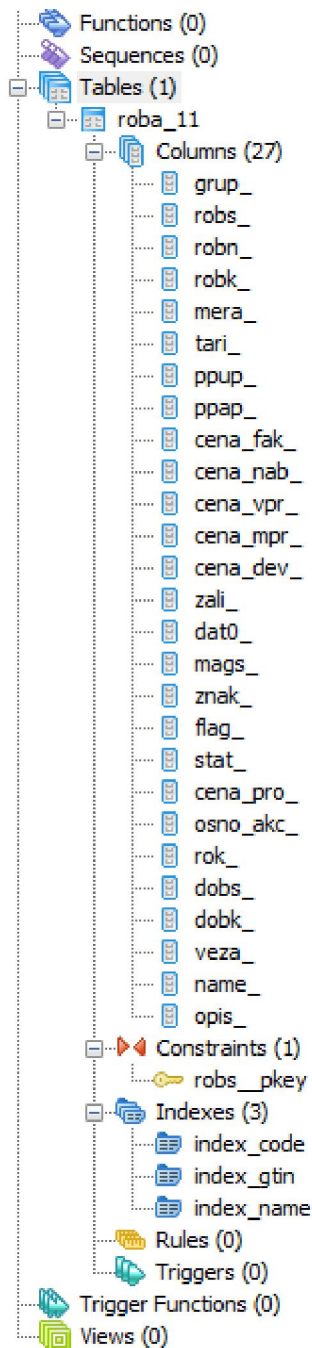 Functions (0)
Sequences (0)
Tables (1)
roba_11
Columns (27)
grup_
robs_
robn_
robk_
mera_
tari_
ppup_
ppap_
cena_fak_
cena_nab_
cena_vpr_
cena_mpr_
cena_dev_
zali_
dat0_
mags_
znak_
flag_
stat_
cena_pro_
osno_akc_
rok_
dobs_
dobk_
veza_
name_
opis_
Constraints (1)
robs__pkey
Indexes (3)
index_code
index_gtin
index_name
Rules (0)
Triggers (0)
Trigger Functions (0)
Views (0)